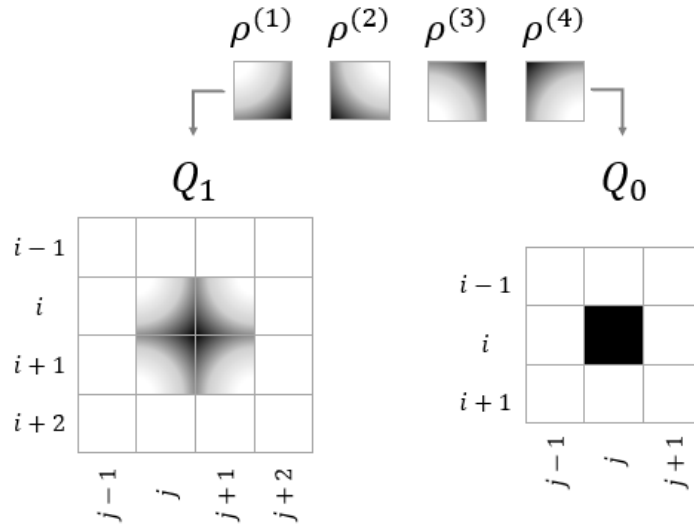 ρ⁽¹⁾ ρ⁽²⁾ ρ⁽³⁾ ρ⁽⁴⁾
Q₁
i − 1
i
i + 1
i + 2
j − 1
j
j + 1
j + 2
Q₀
i − 1
i
i + 1
j − 1
j
j + 1